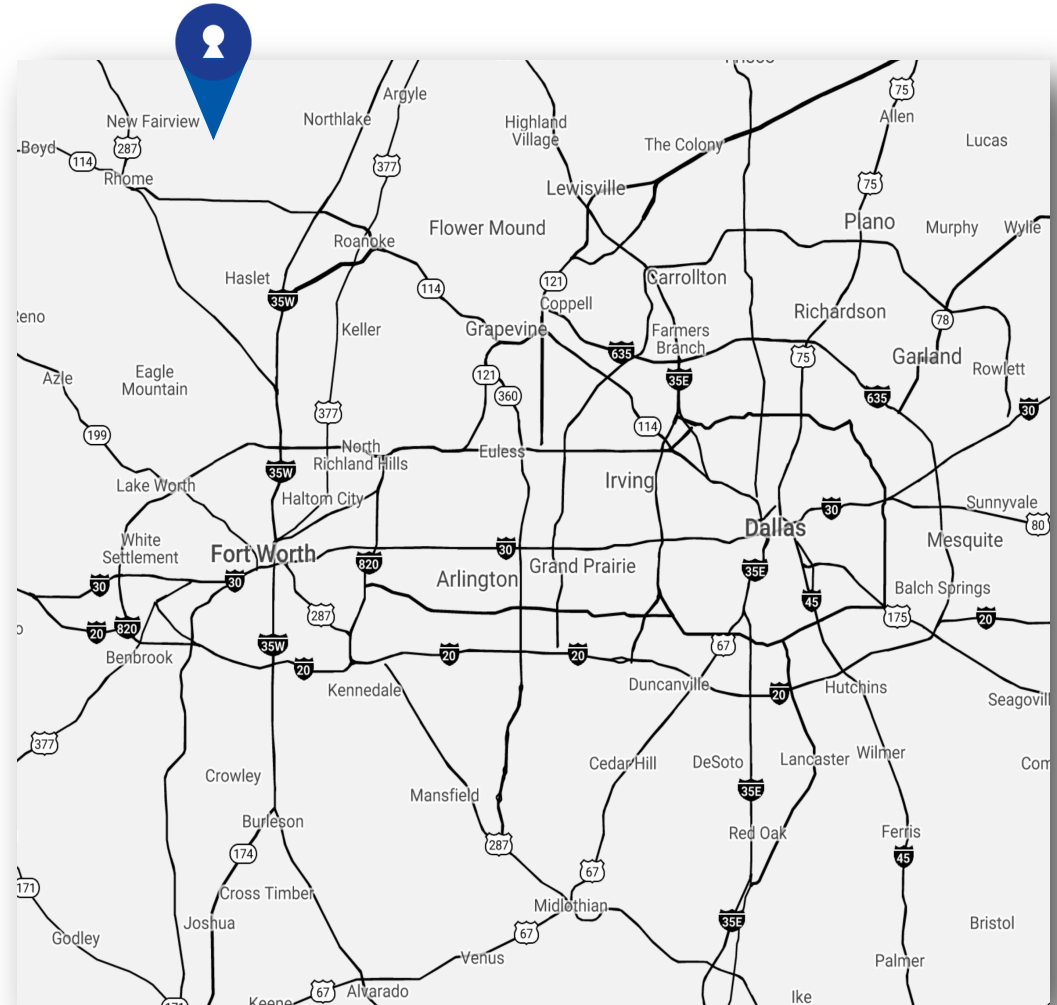 Argyle
75
New Fairview
Northlake
Highland
Village
Allen
287
Boyd
114
The Colony
Lucas
377
Rhome
75
Lewisville
Flower Mound
Plano
Murphy
Wylie
Roanoke
Haslet
121
Carrollton
114
35W
Coppell
Richardson
78
Keller
Grapevine
Farmers
Branch
635
75
Garland
Eagle
Mountain
Azle
121
35E
Rowlett
360
635
30
377
199
114
North
Richland Hills
Euless
35W
Lake Worth
Irving
Haltom City
30
Sunnyvale
80
Dallas
White
Settlement
Fort Worth
30
Mesquite
820
Grand Prairie
35E
Arlington
30
30
Balch Springs
45
287
175
20
820
20
35W
67
Benbrook
20
20
20
Kennedale
Duncanville
20
Hutchins
377
Crowley
Cedar Hill
DeSoto
Lancaster
Wilmer
Mansfield
35E
Burleson
Red Oak
Ferris
287
174
45
67
171
Cross Timber
Midlothian
Joshua
35E
Bristol
Godley
67
Venus
Palmer
67
Alvarado
Keene
Ike